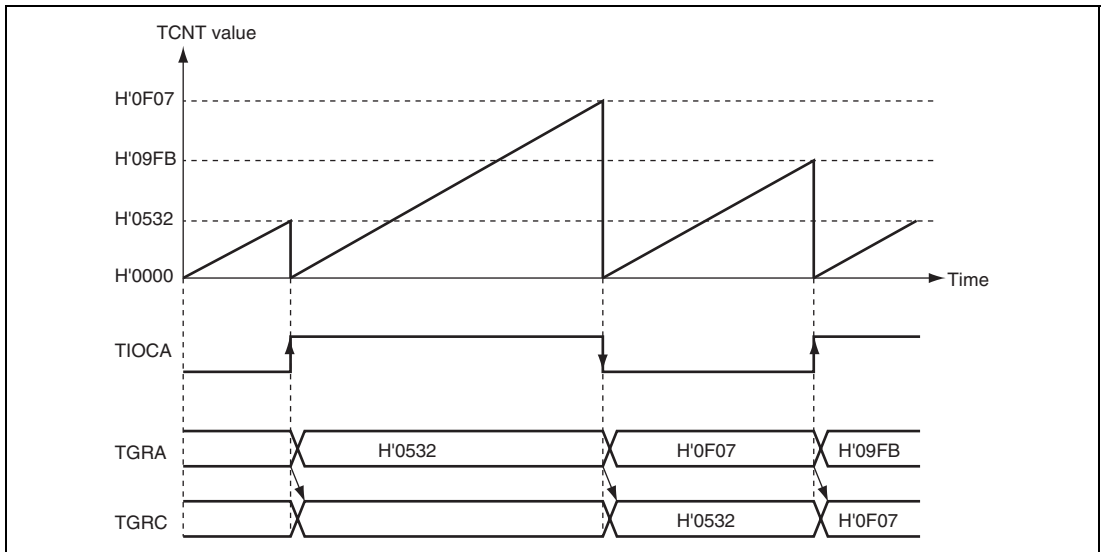 TCNT value
H'0F07
H'09FB
H'0532
H'0000
Time
TIOCA
TGRA
H'0532
H'0F07
H'09FB
TGRC
H'0532
H'0F07